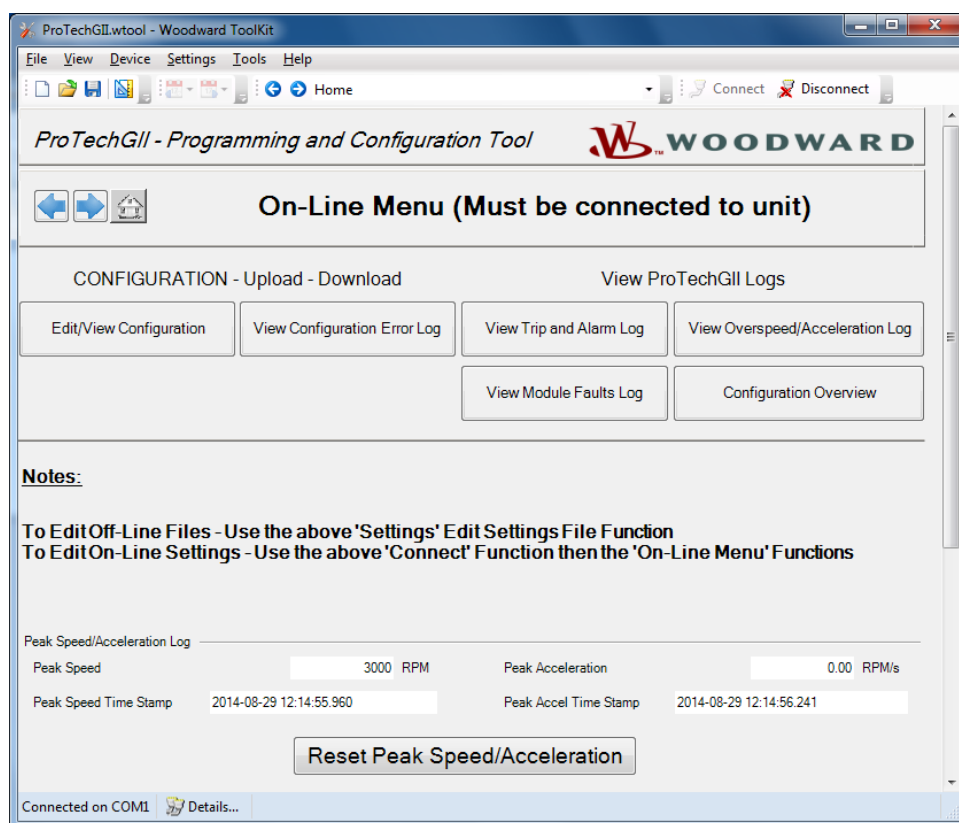 ProTechGII.wtool - Woodward ToolKit
File View Device Settings Tools Help
Home Connect Disconnect
ProTechGII - Programming and Configuration Tool
W™ WOODWARD
On-Line Menu (Must be connected to unit)
CONFIGURATION - Upload - Download
View ProTechGII Logs
Edit/View Configuration
View Configuration Error Log
View Trip and Alarm Log
View Overspeed/Acceleration Log
View Module Faults Log
Configuration Overview
Notes:
To Edit Off-Line Files - Use the above 'Settings' Edit Settings File Function
To Edit On-Line Settings - Use the above 'Connect' Function then the 'On-Line Menu' Functions
Peak Speed/Acceleration Log
Peak Speed 3000 RPM Peak Acceleration 0.00 RPM/s
Peak Speed Time Stamp 2014-08-29 12:14:55.960 Peak Accel Time Stamp 2014-08-29 12:14:56.241
Reset Peak Speed/Acceleration
Connected on COM1 Details...